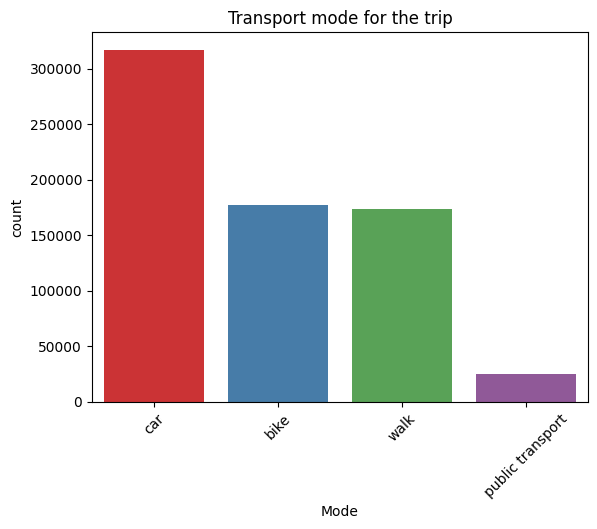 Transport mode for the trip
count
300000
250000
200000
150000
100000
50000
0
car
bike
walk
public transport
Mode